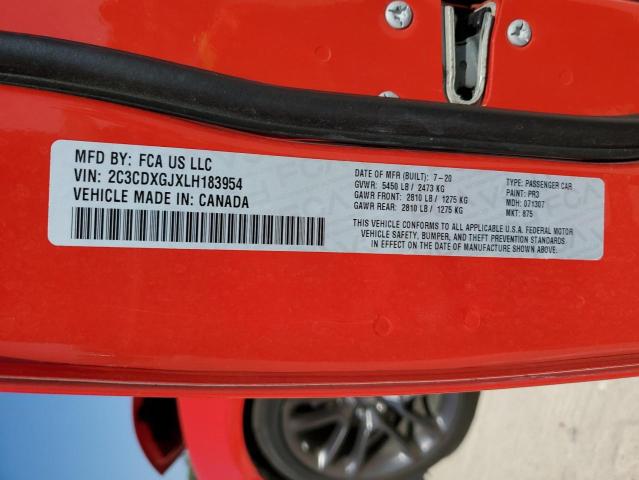 MFD BY: FCA US LLC
VIN: 2C3CDXGJXLH183954
VEHICLE MADE IN: CANADA
DATE OF MFR (BUILT): 7-20
GVWR: 5450 LB / 2473 KG
GAWR FRONT: 2810 LB / 1275 KG
GAWR REAR: 2810 LB / 1275 KG
TYPE: PASSENGER CAR
PAINT: PR3
MDH: 071307
MKT: 875
THIS VEHICLE CONFORMS TO ALL APPLICABLE U.S.A. FEDERAL MOTOR
VEHICLE SAFETY, BUMPER, AND THEFT PREVENTION STANDARDS
IN EFFECT ON THE DATE OF MANUFACTURE SHOWN ABOVE.